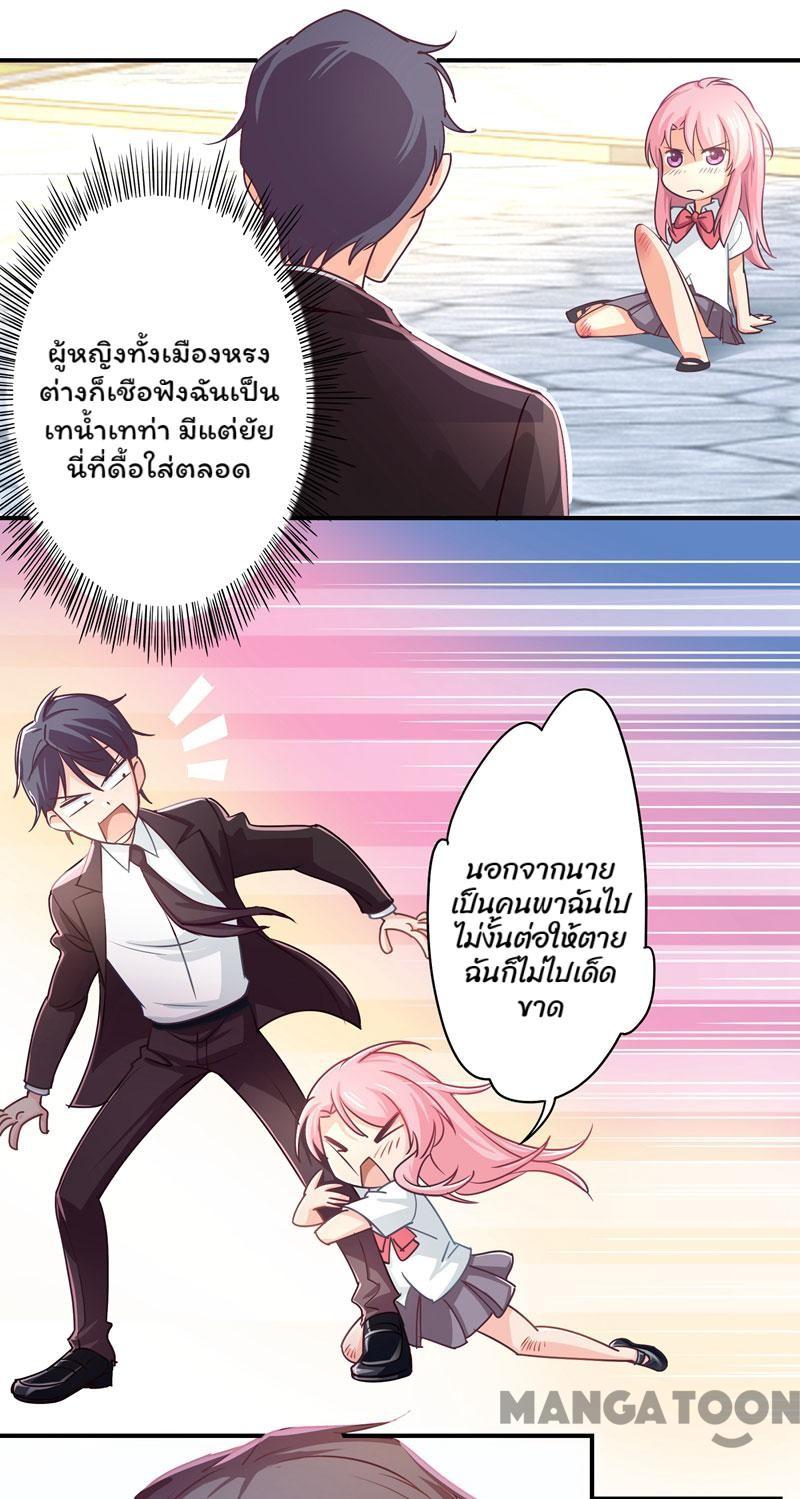 ผู้หญิงทั้งเมืองหรง
ต่างก็เชื่อฟังฉันเป็น
เทน้ำเทท่า มีแต่ยัย
นี่ที่ดื้อใส่ตลอด
นอกจากนาย
เป็นคนพาฉันไป
ไม่งั้นต่อให้ตาย
ฉันก็ไม่ไปเด็ด
ขาด
MANGATOON